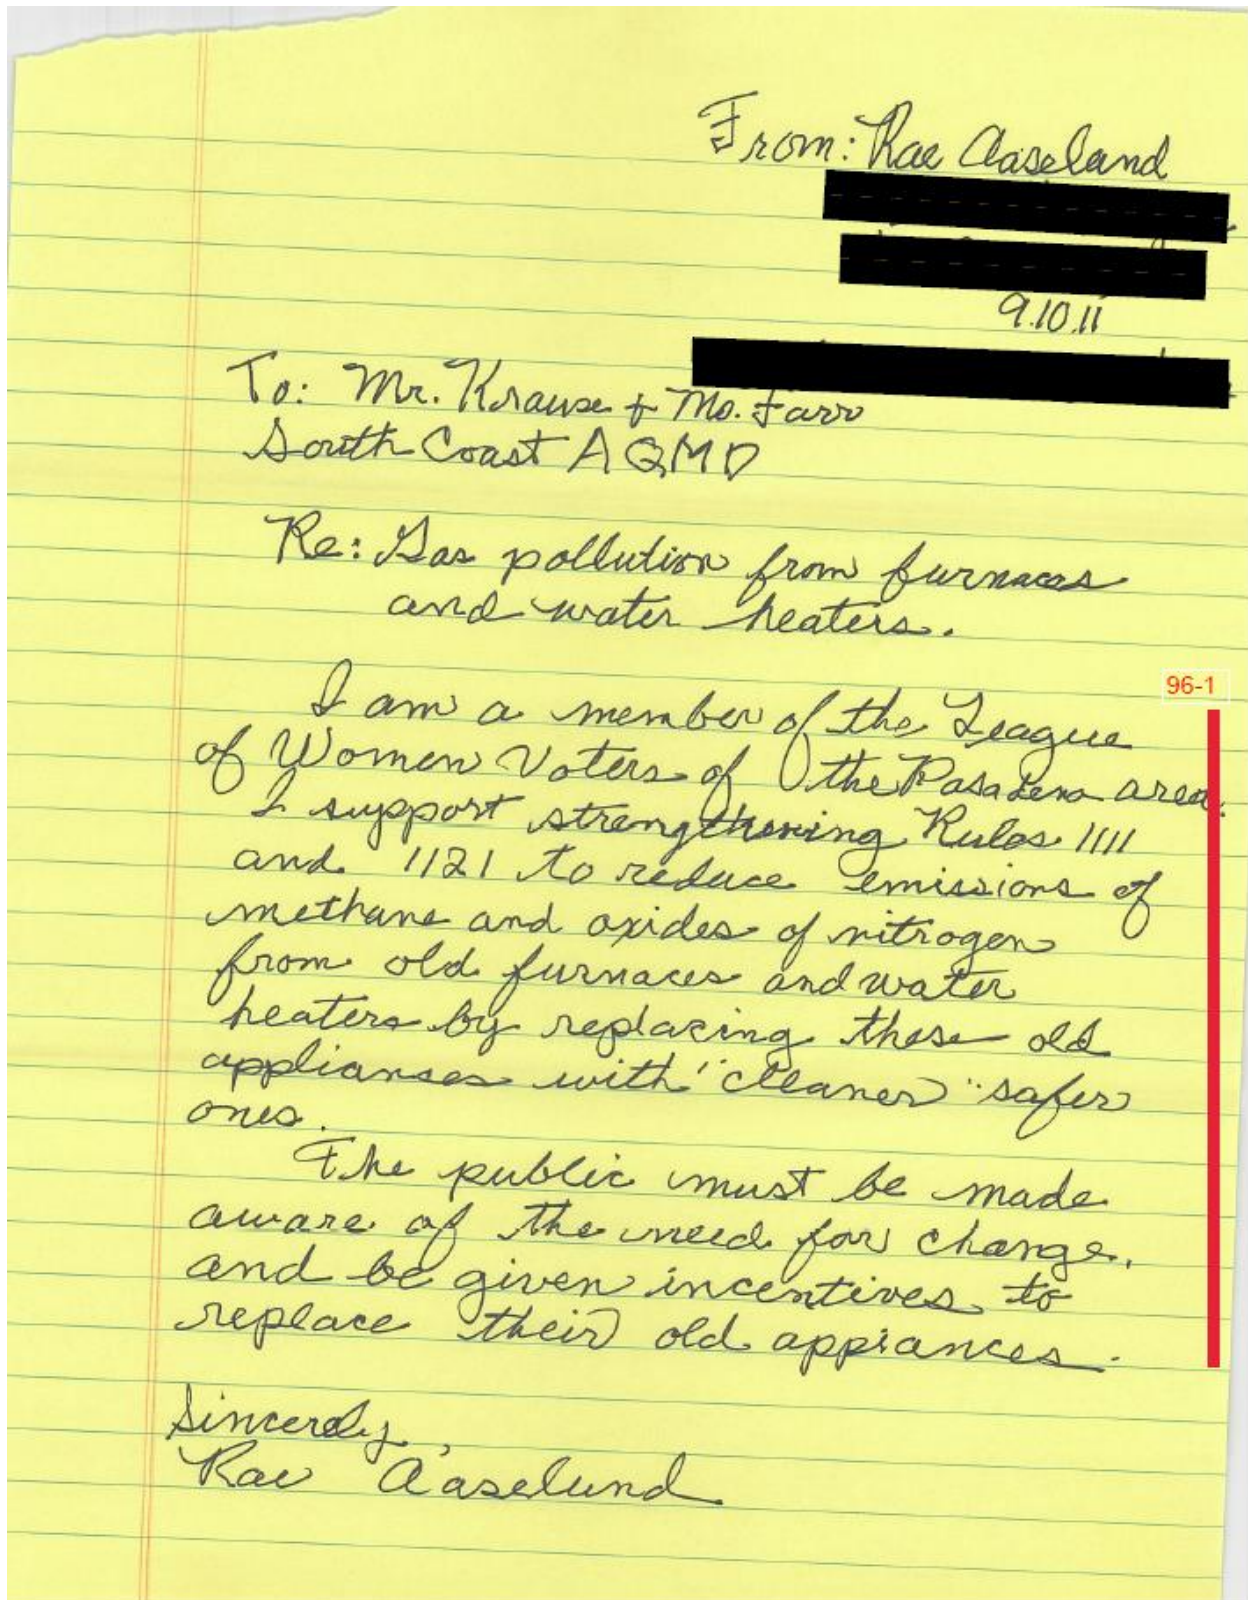 From: Rae Aaseland
9.10.11
To: Mr. Krause + Ms. Farr
South Coast AQMD
Re: Gas pollution from furnaces
and water heaters.
96-1
I am a member of the League
of Women Voters of the Pasadena area.
I support strengthening Rules 1111
and 1121 to reduce emissions of
methane and oxides of nitrogen
from old furnaces and water
heaters by replacing these old
appliances with "cleaner" safer
ones.
The public must be made
aware of the need for change,
and be given incentives to
replace their old appiances.
Sincerely,
Rae Aaselund